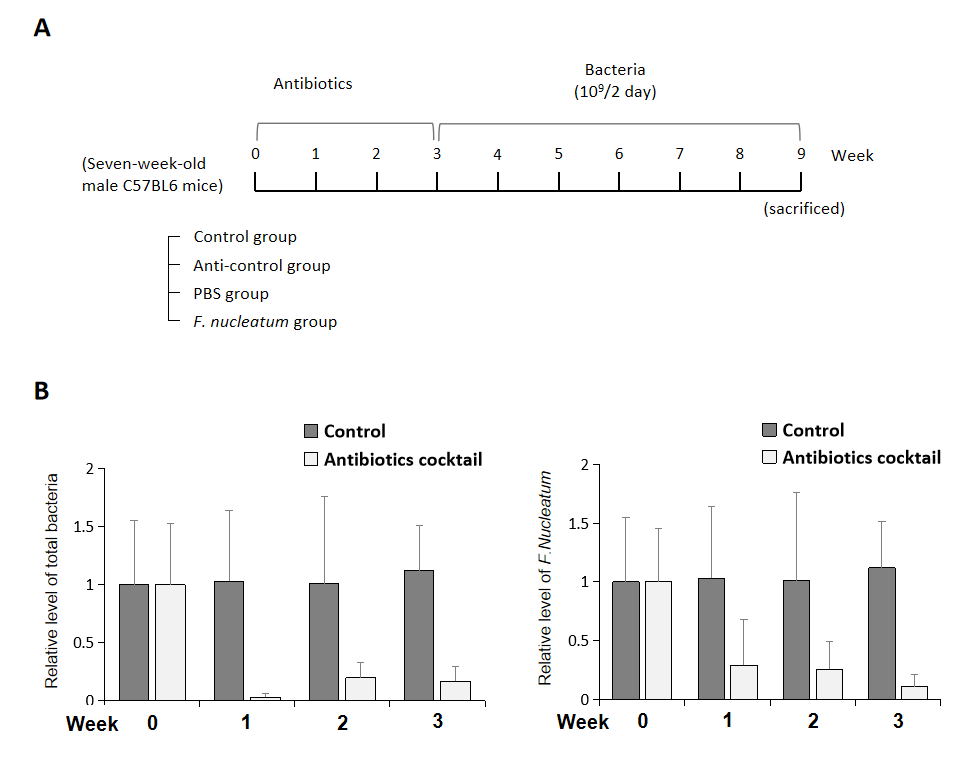 A
Antibiotics
Bacteria
(10⁹/2 day)
0 1 2 3 4 5 6 7 8 9 Week
(Seven-week-old
male C57BL6 mice)
(sacrificed)
Control group
Anti-control group
PBS group
F. nucleatum group
B
Control
Antibiotics cocktail
Relative level of total bacteria
2
1.5
1
0.5
0
Week 0 1 2 3
Control
Antibiotics cocktail
Relative level of F.Nucleatum
2
1.5
1
0.5
0
Week 0 1 2 3